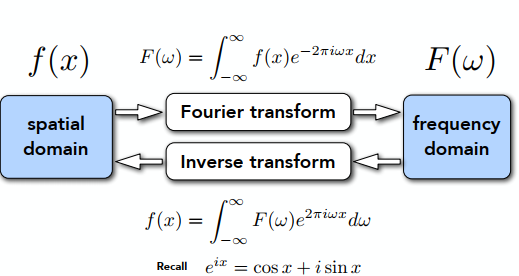 f(x)
F(ω) = ∫_{-∞}^{∞} f(x)e^{-2πiωx}dx
F(ω)
spatial
domain
Fourier transform
Inverse transform
frequency
domain
f(x) = ∫_{-∞}^{∞} F(ω)e^{2πiωx}dω
Recall e^{ix} = cos x + i sin x